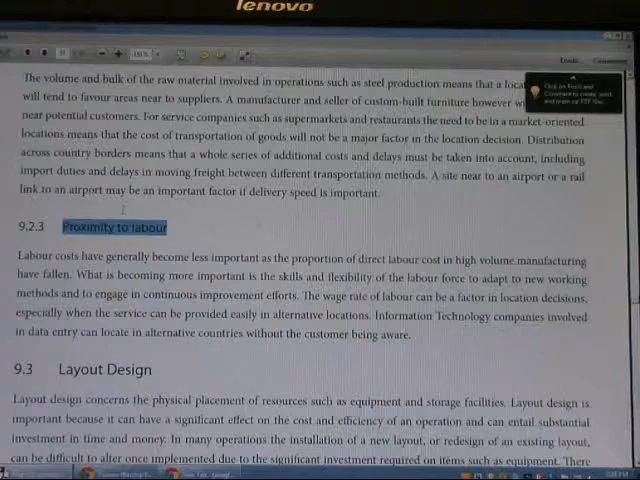 lenovo
Tools
Comment
The volume and bulk of the raw material involved in operations such as steel production means that a loca
will tend to favour areas near to suppliers. A manufacturer and seller of custom-built furniture however w
near potential customers. For service companies such as supermarkets and restaurants the need to be in a market-oriented
locations means that the cost of transportation of goods will not be a major factor in the location decision. Distribution
across country borders means that a whole series of additional costs and delays must be taken into account, including
import duties and delays in moving freight between different transportation methods. A site near to an airport or a rail
link to an airport may be an important factor if delivery speed is important.
9.2.3 Proximity to labour
Labour costs have generally become less important as the proportion of direct labour cost in high volume manufacturing
have fallen. What is becoming more important is the skills and flexibility of the labour force to adapt to new working
methods and to engage in continuous improvement efforts. The wage rate of labour can be a factor in location decisions,
especially when the service can be provided easily in alternative locations. Information Technology companies involved
in data entry can locate in alternative countries without the customer being aware.
9.3 Layout Design
Layout design concerns the physical placement of resources such as equipment and storage facilities. Layout design is
important because it can have a significant effect on the cost and efficiency of an operation and can entail substantial
investment in time and money. In many operations the installation of a new layout, or redesign of an existing layout,
can be difficult to alter once implemented due to the significant investment required on items such as equipment. There